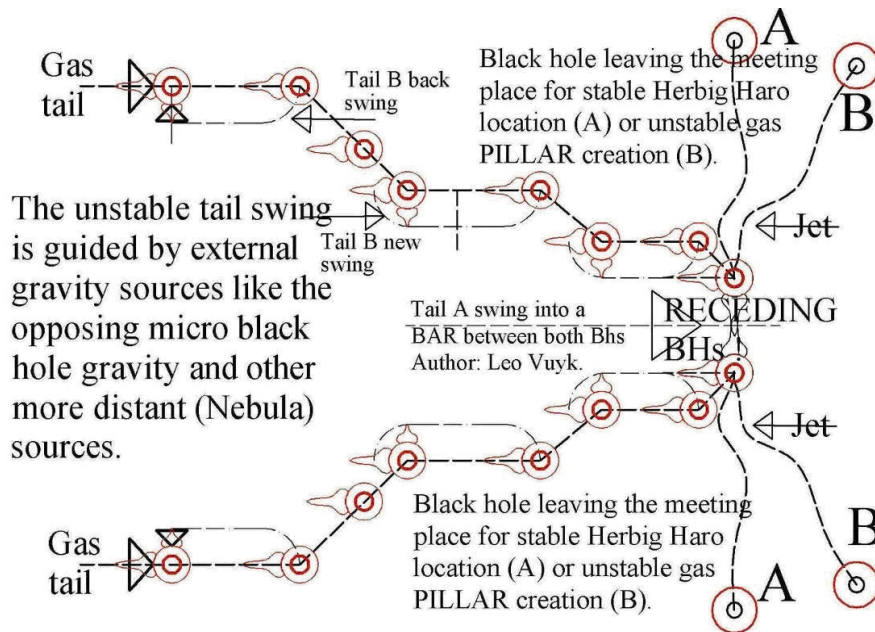 A
B
Gas
tail
Tail B back
swing
Black hole leaving the meeting
place for stable Herbig Haro
location (A) or unstable gas
PILLAR creation (B).
The unstable tail swing
is guided by external
gravity sources like the
opposing micro black
hole gravity and other
more distant (Nebula)
sources.
Tail B new
swing
Jet
Tail A swing into a
BAR between both Bhs
Author: Leo Vuyk.
RECEDING
BHs
Jet
Black hole leaving the meeting
place for stable Herbig Haro
location (A) or unstable gas
PILLAR creation (B).
Gas
tail
B
A